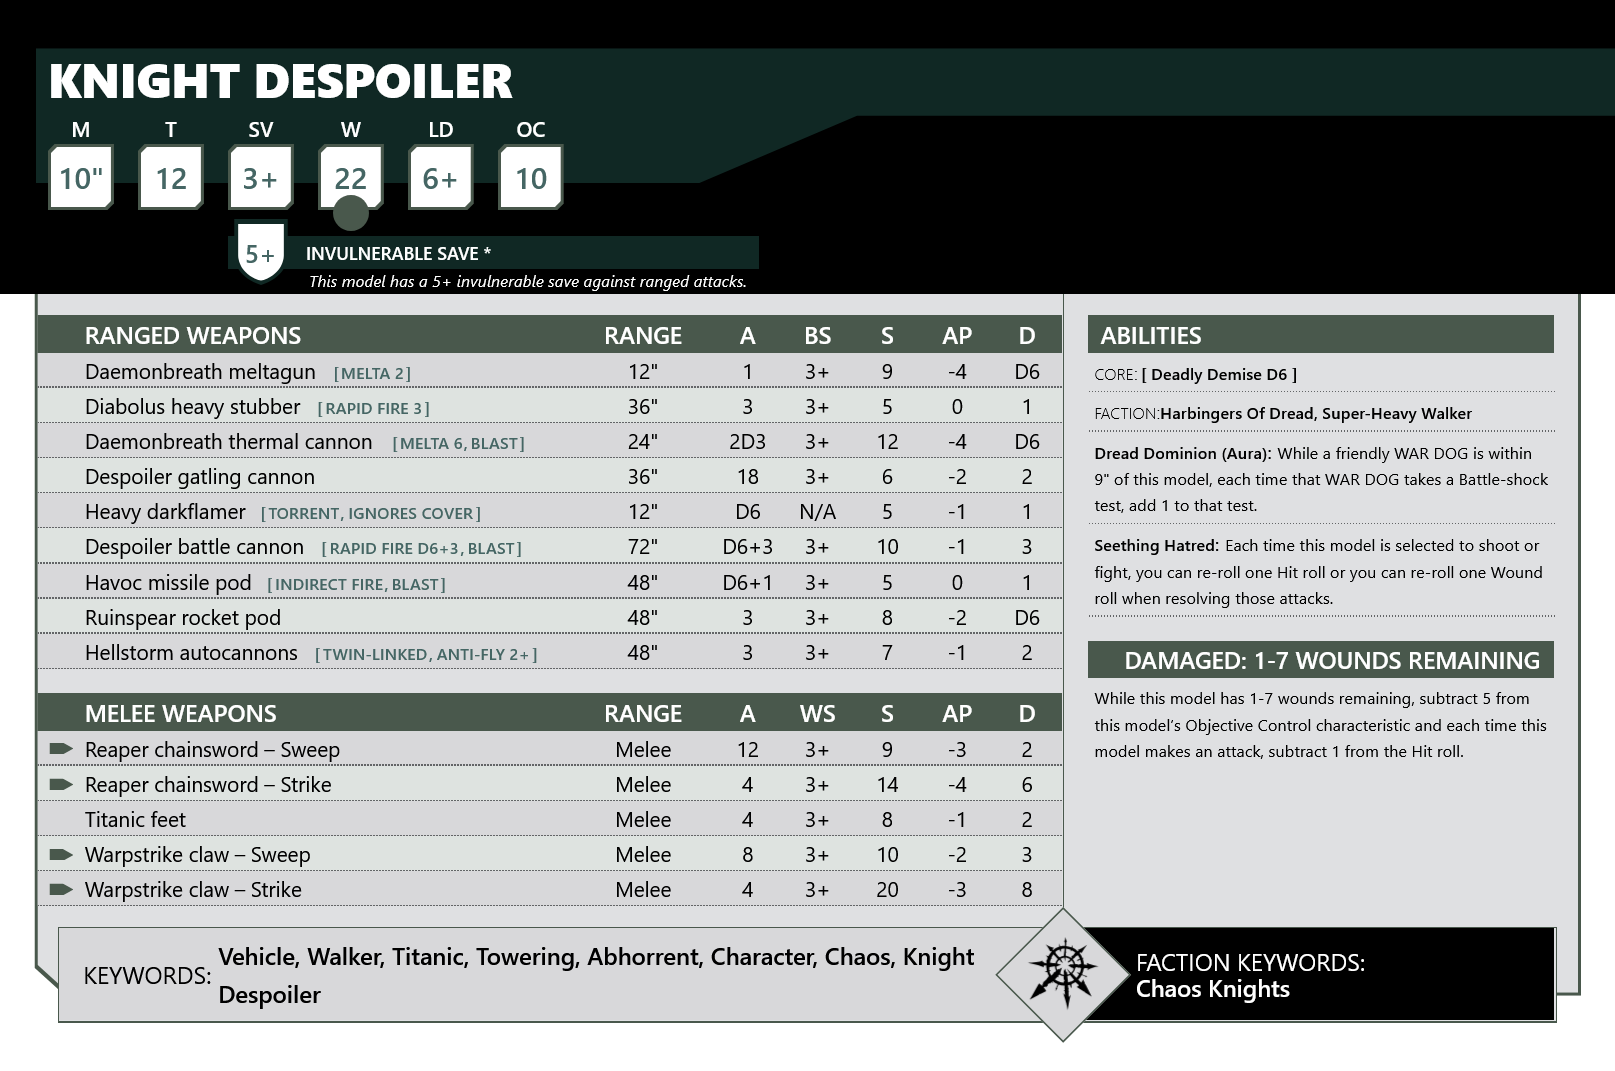 KNIGHT DESPOILER
M T SV W LD OC
10" 12 3+ 22 6+ 10
5+ INVULNERABLE SAVE *
This model has a 5+ invulnerable save against ranged attacks.
RANGED WEAPONS RANGE A BS S AP D
Daemonbreath meltagun [MELTA 2] 12" 1 3+ 9 -4 D6
Diabolus heavy stubber [RAPID FIRE 3] 36" 3 3+ 5 0 1
Daemonbreath thermal cannon [MELTA 6, BLAST] 24" 2D3 3+ 12 -4 D6
Despoiler gatling cannon 36" 18 3+ 6 -2 2
Heavy darkflamer [TORRENT, IGNORES COVER] 12" D6 N/A 5 -1 1
Despoiler battle cannon [RAPID FIRE D6+3, BLAST] 72" D6+3 3+ 10 -1 3
Havoc missile pod [INDIRECT FIRE, BLAST] 48" D6+1 3+ 5 0 1
Ruinspear rocket pod 48" 3 3+ 8 -2 D6
Hellstorm autocannons [TWIN-LINKED, ANTI-FLY 2+] 48" 3 3+ 7 -1 2
MELEE WEAPONS RANGE A WS S AP D
Reaper chainsword – Sweep Melee 12 3+ 9 -3 2
Reaper chainsword – Strike Melee 4 3+ 14 -4 6
Titanic feet Melee 4 3+ 8 -1 2
Warpstrike claw – Sweep Melee 8 3+ 10 -2 3
Warpstrike claw – Strike Melee 4 3+ 20 -3 8
ABILITIES
CORE: [ Deadly Demise D6 ]
FACTION:Harbingers Of Dread, Super-Heavy Walker
Dread Dominion (Aura): While a friendly WAR DOG is within
9" of this model, each time that WAR DOG takes a Battle-shock
test, add 1 to that test.
Seething Hatred: Each time this model is selected to shoot or
fight, you can re-roll one Hit roll or you can re-roll one Wound
roll when resolving those attacks.
DAMAGED: 1-7 WOUNDS REMAINING
While this model has 1-7 wounds remaining, subtract 5 from
this model's Objective Control characteristic and each time this
model makes an attack, subtract 1 from the Hit roll.
KEYWORDS: Vehicle, Walker, Titanic, Towering, Abhorrent, Character, Chaos, Knight
Despoiler
FACTION KEYWORDS:
Chaos Knights